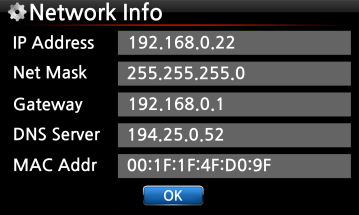 Network Info
IP Address 192.168.0.22
Net Mask 255.255.255.0
Gateway 192.168.0.1
DNS Server 194.25.0.52
MAC Addr 00:1F:1F:4F:D0:9F
OK